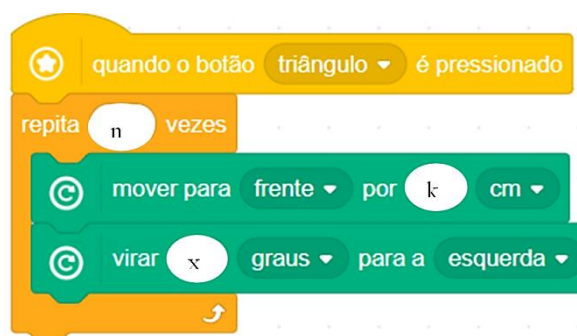 quando o botão triângulo é pressionado
repita n vezes
mover para frente por k cm
virar x graus para a esquerda